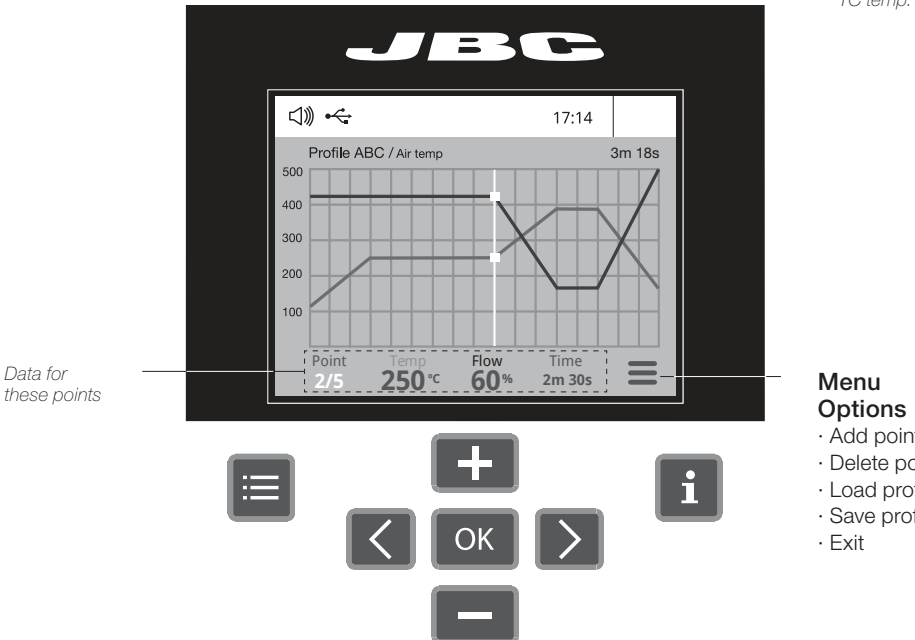 TC temp.
JBC
17:14
Profile ABC / Air temp 3m 18s
500
400
300
200
100
Point Temp Flow Time
2/5 250 ºC 60 % 2m 30s
Data for
these points
Menu
Options
· Add point
· Delete po
· Load prof
· Save prof
· Exit
i
OK